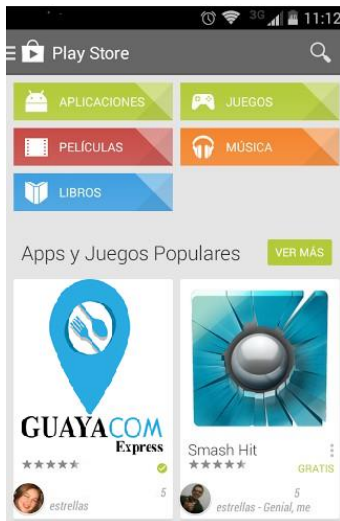 3G 11:12
Play Store
APLICACIONES
JUEGOS
PELÍCULAS
MÚSICA
LIBROS
Apps y Juegos Populares
VER MÁS
GUAYACOM
Express
Smash Hit
GRATIS
5
estrellas
5
estrellas - Genial, me